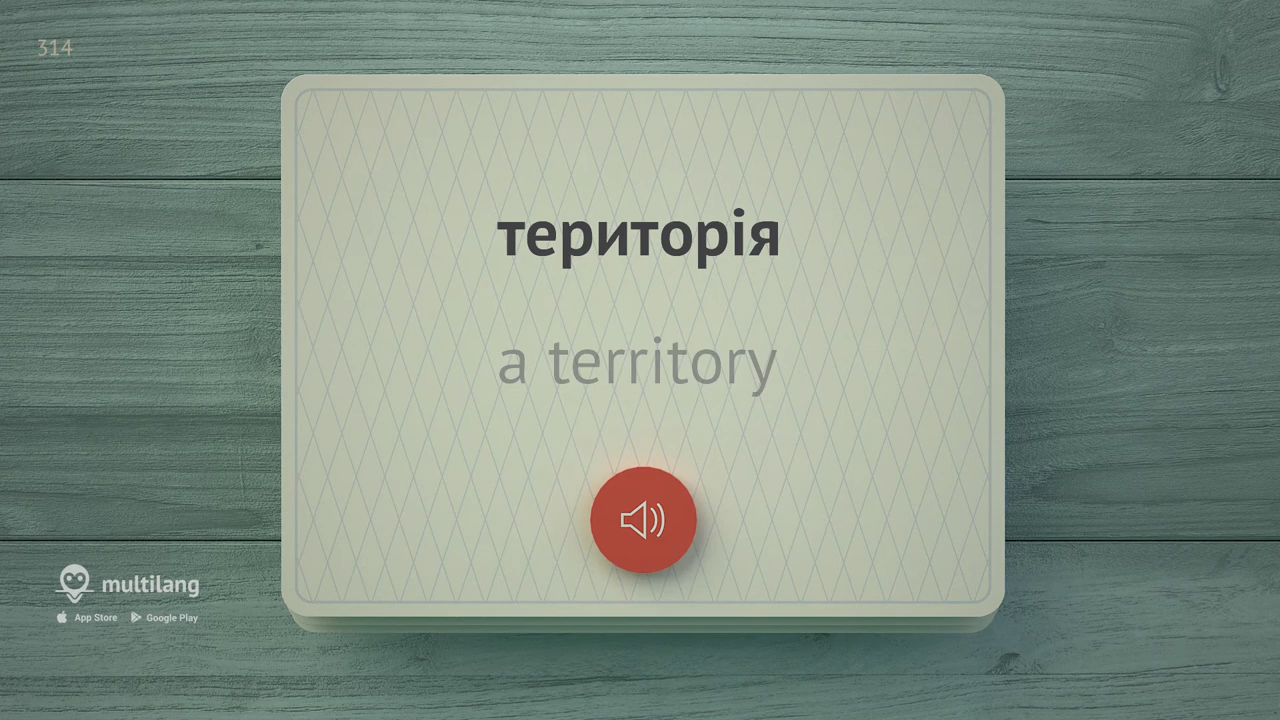 314
територія
a territory
multilang
App Store Google Play